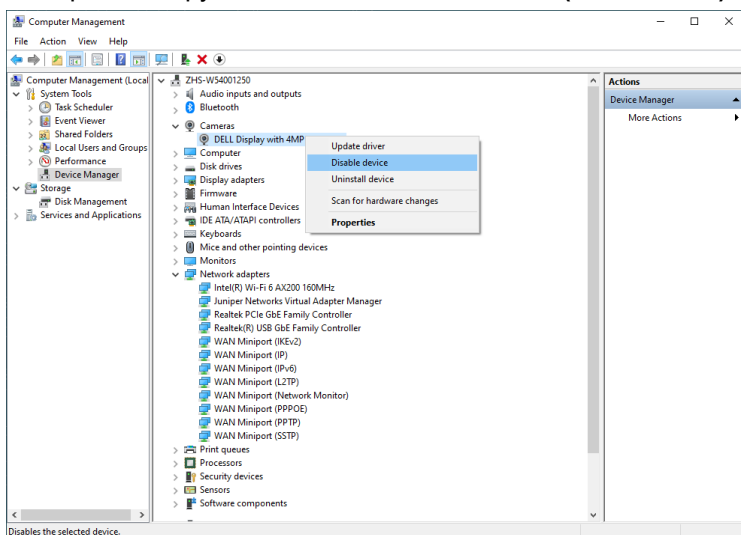 Computer Management
File Action View Help
Computer Management (Local
System Tools
Task Scheduler
Event Viewer
Shared Folders
Local Users and Groups
Performance
Device Manager
Storage
Disk Management
Services and Applications
ZHS-W54001250
Audio inputs and outputs
Bluetooth
Cameras
DELL Display with 4MP
Computer
Disk drives
Display adapters
Firmware
Human Interface Devices
IDE ATA/ATAPI controllers
Keyboards
Mice and other pointing devices
Monitors
Network adapters
Intel(R) Wi-Fi 6 AX200 160MHz
Juniper Networks Virtual Adapter Manager
Realtek PCIe GbE Family Controller
Realtek(R) USB GbE Family Controller
WAN Miniport (IKEv2)
WAN Miniport (IP)
WAN Miniport (IPv6)
WAN Miniport (L2TP)
WAN Miniport (Network Monitor)
WAN Miniport (PPPOE)
WAN Miniport (PPTP)
WAN Miniport (SSTP)
Print queues
Processors
Security devices
Sensors
Software components
Update driver
Disable device
Uninstall device
Scan for hardware changes
Properties
Actions
Device Manager
More Actions
Disables the selected device.